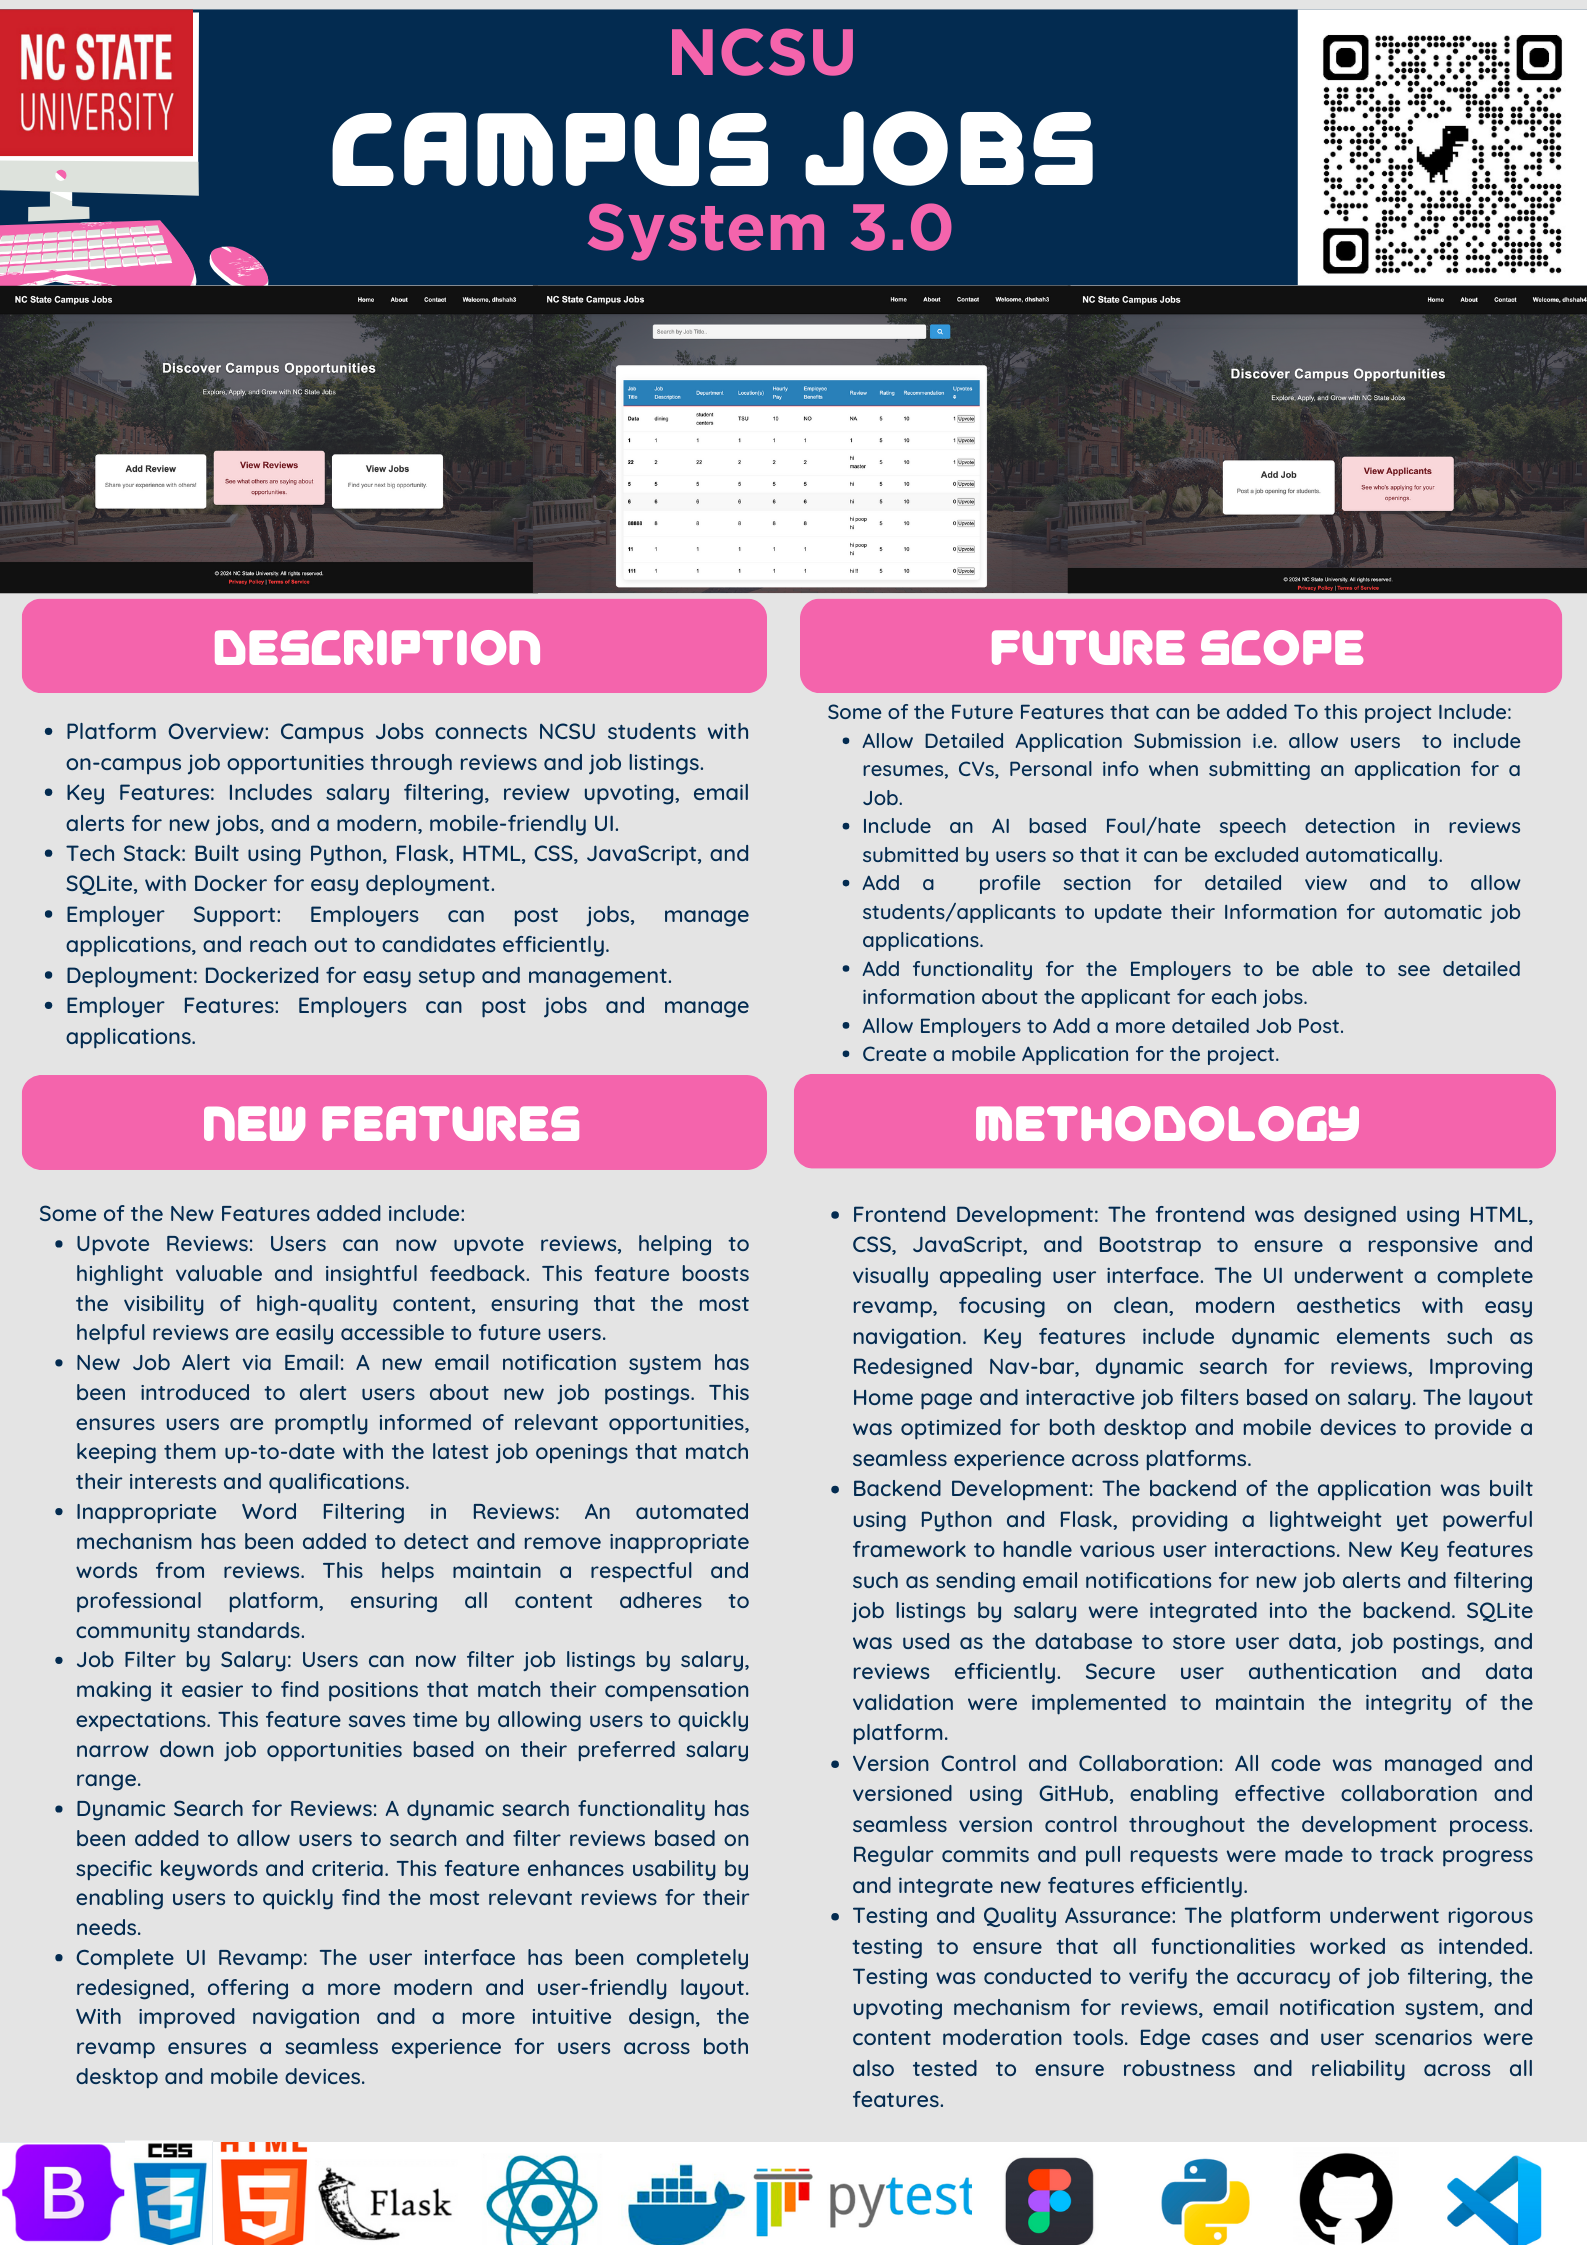 NC STATE
UNIVERSITY
NCSU
CAMPUS JOBS
System 3.0
NC State Campus Jobs
Home About Contact Welcome, dhshah3
Discover Campus Opportunities
Explore, Apply, and Grow with NC State Jobs
Add Review
Share your experience with others!
View Reviews
See what others are saying about
opportunities.
View Jobs
Find your next big opportunity.
© 2024 NC State University. All rights reserved.
Privacy Policy | Terms of Service
NC State Campus Jobs
Home About Contact Welcome, dhshah3
Search by Job Title..
Job Title Job Description Department Location(s) Hourly Pay Employee Benefits Review Rating Recommendation Upvotes
Data dining student centers TSU 10 NO NA 5 10 1 Upvote
1 1 1 1 1 1 1 5 10 1 Upvote
22 2 22 2 2 2 hi master 5 10 1 Upvote
5 5 5 5 5 5 hi 5 10 0 Upvote
6 6 6 6 6 6 hi 5 10 0 Upvote
88888 8 8 8 8 8 hi poop hi 5 10 0 Upvote
11 1 1 1 1 1 hi poop hi 5 10 0 Upvote
111 1 1 1 1 1 hi !! 5 10 0 Upvote
NC State Campus Jobs
Home About Contact Welcome, dhshah4
Discover Campus Opportunities
Explore, Apply, and Grow with NC State Jobs
Add Job
Post a job opening for students.
View Applicants
See who's applying for your
openings.
© 2024 NC State University. All rights reserved.
Privacy Policy | Terms of Service
DESCRIPTION
• Platform Overview: Campus Jobs connects NCSU students with
on-campus job opportunities through reviews and job listings.
• Key Features: Includes salary filtering, review upvoting, email
alerts for new jobs, and a modern, mobile-friendly UI.
• Tech Stack: Built using Python, Flask, HTML, CSS, JavaScript, and
SQLite, with Docker for easy deployment.
• Employer Support: Employers can post jobs, manage
applications, and reach out to candidates efficiently.
• Deployment: Dockerized for easy setup and management.
• Employer Features: Employers can post jobs and manage
applications.
FUTURE SCOPE
Some of the Future Features that can be added To this project Include:
• Allow Detailed Application Submission i.e. allow users to include
resumes, CVs, Personal info when submitting an application for a
Job.
• Include an AI based Foul/hate speech detection in reviews
submitted by users so that it can be excluded automatically.
• Add a profile section for detailed view and to allow
students/applicants to update their Information for automatic job
applications.
• Add functionality for the Employers to be able to see detailed
information about the applicant for each jobs.
• Allow Employers to Add a more detailed Job Post.
• Create a mobile Application for the project.
NEW FEATURES
Some of the New Features added include:
• Upvote Reviews: Users can now upvote reviews, helping to
highlight valuable and insightful feedback. This feature boosts
the visibility of high-quality content, ensuring that the most
helpful reviews are easily accessible to future users.
• New Job Alert via Email: A new email notification system has
been introduced to alert users about new job postings. This
ensures users are promptly informed of relevant opportunities,
keeping them up-to-date with the latest job openings that match
their interests and qualifications.
• Inappropriate Word Filtering in Reviews: An automated
mechanism has been added to detect and remove inappropriate
words from reviews. This helps maintain a respectful and
professional platform, ensuring all content adheres to
community standards.
• Job Filter by Salary: Users can now filter job listings by salary,
making it easier to find positions that match their compensation
expectations. This feature saves time by allowing users to quickly
narrow down job opportunities based on their preferred salary
range.
• Dynamic Search for Reviews: A dynamic search functionality has
been added to allow users to search and filter reviews based on
specific keywords and criteria. This feature enhances usability by
enabling users to quickly find the most relevant reviews for their
needs.
• Complete UI Revamp: The user interface has been completely
redesigned, offering a more modern and user-friendly layout.
With improved navigation and a more intuitive design, the
revamp ensures a seamless experience for users across both
desktop and mobile devices.
METHODOLOGY
• Frontend Development: The frontend was designed using HTML,
CSS, JavaScript, and Bootstrap to ensure a responsive and
visually appealing user interface. The UI underwent a complete
revamp, focusing on clean, modern aesthetics with easy
navigation. Key features include dynamic elements such as
Redesigned Nav-bar, dynamic search for reviews, Improving
Home page and interactive job filters based on salary. The layout
was optimized for both desktop and mobile devices to provide a
seamless experience across platforms.
• Backend Development: The backend of the application was built
using Python and Flask, providing a lightweight yet powerful
framework to handle various user interactions. New Key features
such as sending email notifications for new job alerts and filtering
job listings by salary were integrated into the backend. SQLite
was used as the database to store user data, job postings, and
reviews efficiently. Secure user authentication and data
validation were implemented to maintain the integrity of the
platform.
• Version Control and Collaboration: All code was managed and
versioned using GitHub, enabling effective collaboration and
seamless version control throughout the development process.
Regular commits and pull requests were made to track progress
and integrate new features efficiently.
• Testing and Quality Assurance: The platform underwent rigorous
testing to ensure that all functionalities worked as intended.
Testing was conducted to verify the accuracy of job filtering, the
upvoting mechanism for reviews, email notification system, and
content moderation tools. Edge cases and user scenarios were
also tested to ensure robustness and reliability across all
features.
B
CSS
3
HTML
5
Flask
pytest